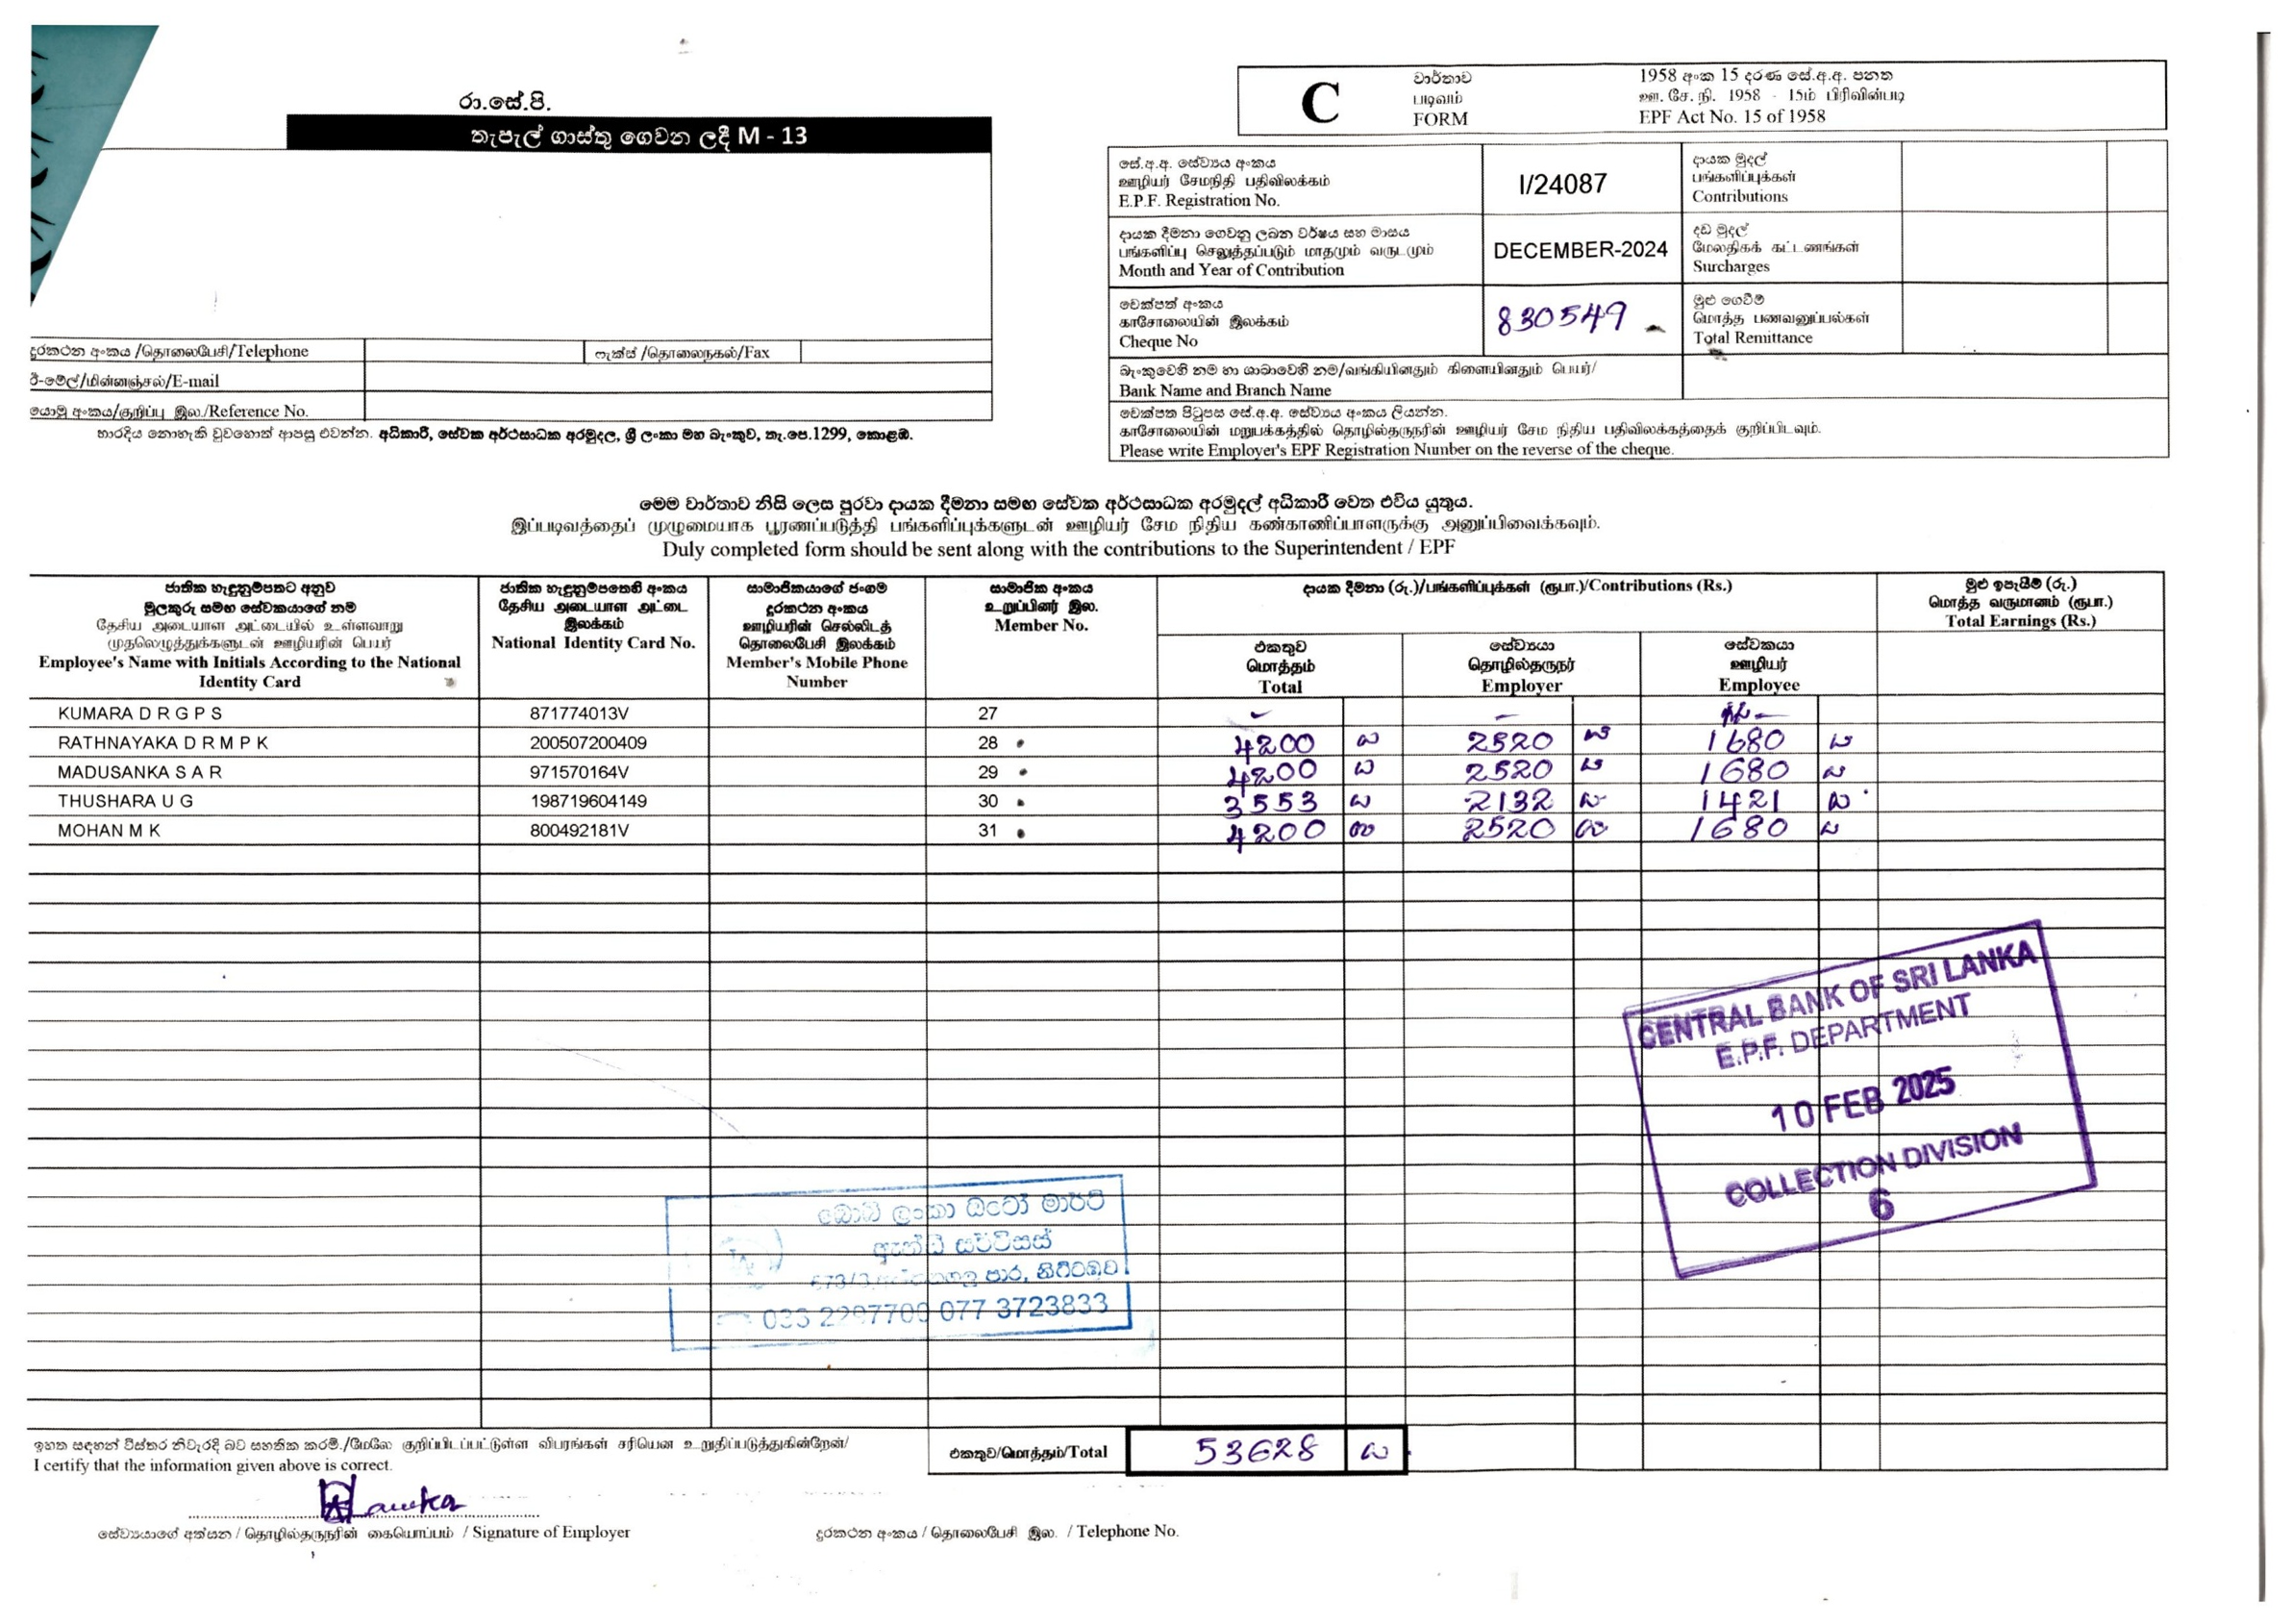 රා.සේ.පි.
තැපැල් ගාස්තු ගෙවන ලදී M - 13
C
වාර්තාව
படிவம்
FORM
1958 අංක 15 දරණ සේ.අ.අ. පනත
ஊ. சே. நி. 1958 - 15ம் பிரிவின்படி
EPF Act No. 15 of 1958
සේ.අ.අ. සේව්‍යය අංකය
ஊழியர் சேமநிதி பதிவிலக்கம்
E.P.F. Registration No.
I/24087
දායක මුදල්
பங்களிப்புக்கள்
Contributions
දායක දීමනා ගෙවනු ලබන වර්ෂය සහ මාසය
பங்களிப்பு செலுத்தப்படும் மாதமும் வருடமும்
Month and Year of Contribution
DECEMBER-2024
දඩ මුදල්
மேலதிகக் கட்டணங்கள்
Surcharges
චෙක්පත් අංකය
காசோலையின் இலக்கம்
Cheque No
830549
මුළු ගෙවීම්
மொத்த பணவனுப்பல்கள்
Total Remittance
බැංකුවෙහි නම හා ශාඛාවෙහි නම/வங்கியினதும் கிளையினதும் பெயர்/
Bank Name and Branch Name
චෙක්පත පිටුපස සේ.අ.අ. සේව්‍යය අංකය ලියන්න.
காசோலையின் மறுபக்கத்தில் தொழில்தருநரின் ஊழியர் சேம நிதிய பதிவிலக்கத்தைக் குறிப்பிடவும்.
Please write Employer's EPF Registration Number on the reverse of the cheque.
දුරකථන අංකය /தொலைபேசி/Telephone
ෆැක්ස් /தொலைநகல்/Fax
ඊ-මේල්/மின்னஞ்சல்/E-mail
යොමු අංකය/குறிப்பு இல./Reference No.
භාරදිය නොහැකි වුවහොත් ආපසු එවන්න. අධිකාරී, සේවක අර්ථසාධක අරමුදල, ශ්‍රී ලංකා මහ බැංකුව, තැ.පෙ.1299, කොළඹ.
මෙම වාර්තාව නිසි ලෙස පුරවා දායක දීමනා සමඟ සේවක අර්ථසාධක අරමුදල් අධිකාරී වෙත එවිය යුතුය.
இப்படிவத்தைப் முழுமையாக பூரணப்படுத்தி பங்களிப்புக்களுடன் ஊழியர் சேம நிதிய கண்காணிப்பாளருக்கு அனுப்பிவைக்கவும்.
Duly completed form should be sent along with the contributions to the Superintendent / EPF
ජාතික හැඳුනුම්පතට අනුව
මුලකුරු සමඟ සේවකයාගේ නම
தேசிய அடையாள அட்டையில் உள்ளவாறு
முதலெழுத்துக்களுடன் ஊழியரின் பெயர்
Employee's Name with Initials According to the National
Identity Card
ජාතික හැඳුනුම්පතෙහි අංකය
தேசிய அடையாள அட்டை
இலக்கம்
National Identity Card No.
සාමාජිකයාගේ ජංගම
දුරකථන අංකය
ஊழியரின் செல்லிடத்
தொலைபேசி இலக்கம்
Member's Mobile Phone
Number
සාමාජික අංකය
உறுப்பினர் இல.
Member No.
දායක දීමනා (රු.)/பங்களிப்புக்கள் (ரூபா.)/Contributions (Rs.)
එකතුව
மொத்தம்
Total
සේව්‍යයා
தொழில்தருநர்
Employer
සේවකයා
ஊழியர்
Employee
මුළු ඉපැයීම් (රු.)
மொத்த வருமானம் (ரூபா.)
Total Earnings (Rs.)
KUMARA D R G P S 871774013V 27 - -
RATHNAYAKA D R M P K 200507200409 28 4200 2520 1680
MADUSANKA S A R 971570164V 29 4200 2520 1680
THUSHARA U G 198719604149 30 3553 2132 1421
MOHAN M K 800492181V 31 4200 2520 1680
CENTRAL BANK OF SRI LANKA
E.P.F. DEPARTMENT
10 FEB 2025
COLLECTION DIVISION
6
ලංකා ඔටෝ මාර්ට්
ඇන්ඩ් සර්විසස්
පාර, නිට්ටඹුව
033 2297700 077 3723833
ඉහත සඳහන් විස්තර නිවැරදි බව සහතික කරමි./மேலே குறிப்பிடப்பட்டுள்ள விபரங்கள் சரியென உறுதிப்படுத்துகின்றேன்/
I certify that the information given above is correct.
එකතුව/மொத்தம்/Total 53628
සේව්‍යයාගේ අත්සන / தொழில்தருநரின் கையொப்பம் / Signature of Employer
දුරකථන අංකය / தொலைபேசி இல. / Telephone No.